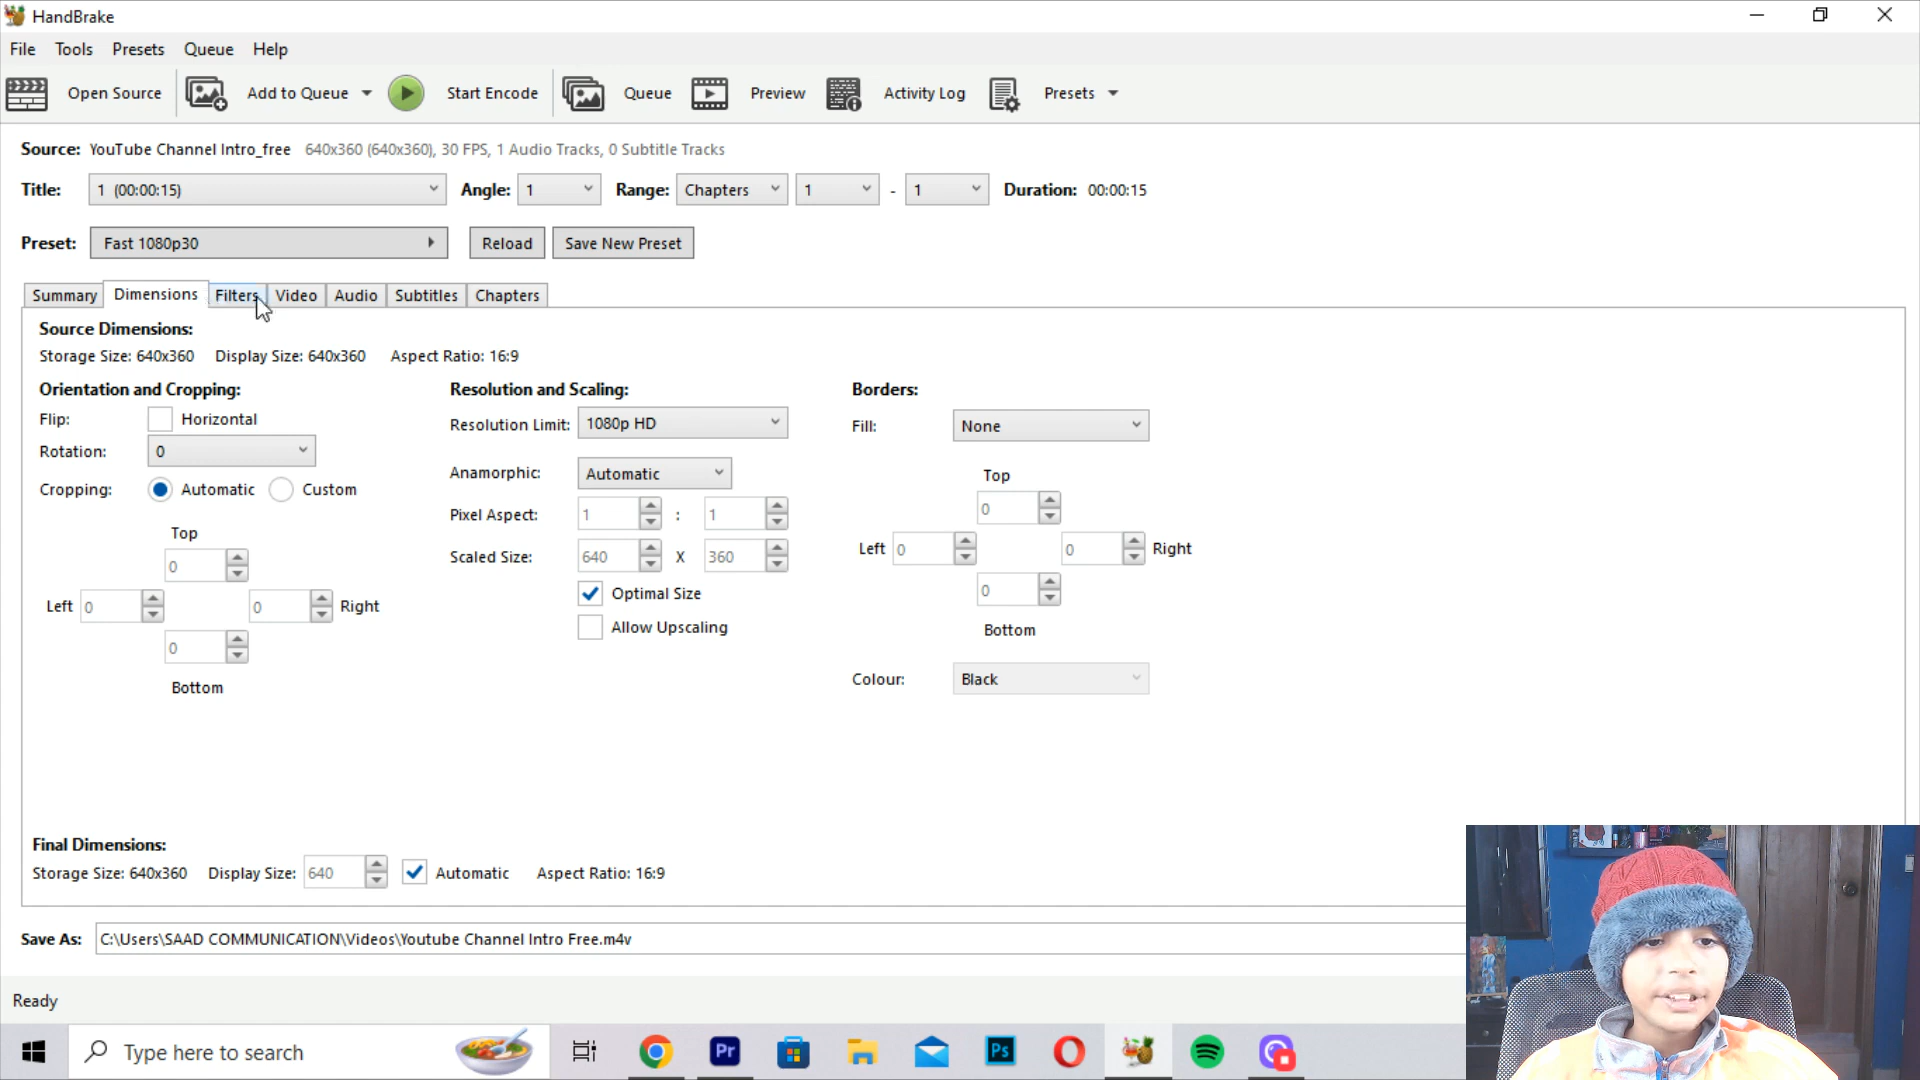 HandBrake
File Tools Presets Queue Help
Open Source Add to Queue Start Encode Queue Preview Activity Log Presets
Source: YouTube Channel Intro_free 640x360 (640x360), 30 FPS, 1 Audio Tracks, 0 Subtitle Tracks
Title: 1 (00:00:15) Angle: 1 Range: Chapters 1 - 1 Duration: 00:00:15
Preset: Fast 1080p30 Reload Save New Preset
Summary Dimensions Filters Video Audio Subtitles Chapters
Source Dimensions:
Storage Size: 640x360 Display Size: 640x360 Aspect Ratio: 16:9
Orientation and Cropping: Resolution and Scaling: Borders:
Flip: Horizontal Resolution Limit: 1080p HD Fill: None
Rotation: 0
Anamorphic: Automatic Top
Cropping: Automatic Custom
Pixel Aspect: 1 : 1 0
Top
Left 0 0 Right
Scaled Size: 640 X 360
0
Optimal Size 0
Left 0 0 Right
Allow Upscaling Bottom
0
Colour: Black
Bottom
Final Dimensions:
Storage Size: 640x360 Display Size: 640 Automatic Aspect Ratio: 16:9
Save As: C:\Users\SAAD COMMUNICATION\Videos\Youtube Channel Intro Free.m4v
Ready
Type here to search
Pr
Ps